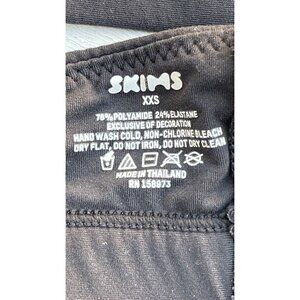 SKIMS
XXS
76% POLYAMIDE 24% ELASTANE
EXCLUSIVE OF DECORATION
HAND WASH COLD, NON-CHLORINE BLEACH
DRY FLAT, DO NOT IRON, DO NOT DRY CLEAN
MADE IN THAILAND
RN 158973